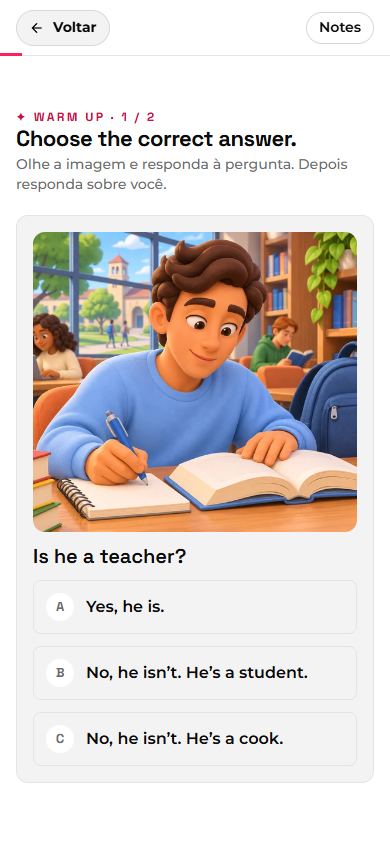 ← Voltar
Notes
✦ WARM UP · 1 / 2
Choose the correct answer.
Olhe a imagem e responda à pergunta. Depois
responda sobre você.
Is he a teacher?
A Yes, he is.
B No, he isn’t. He’s a student.
C No, he isn’t. He’s a cook.